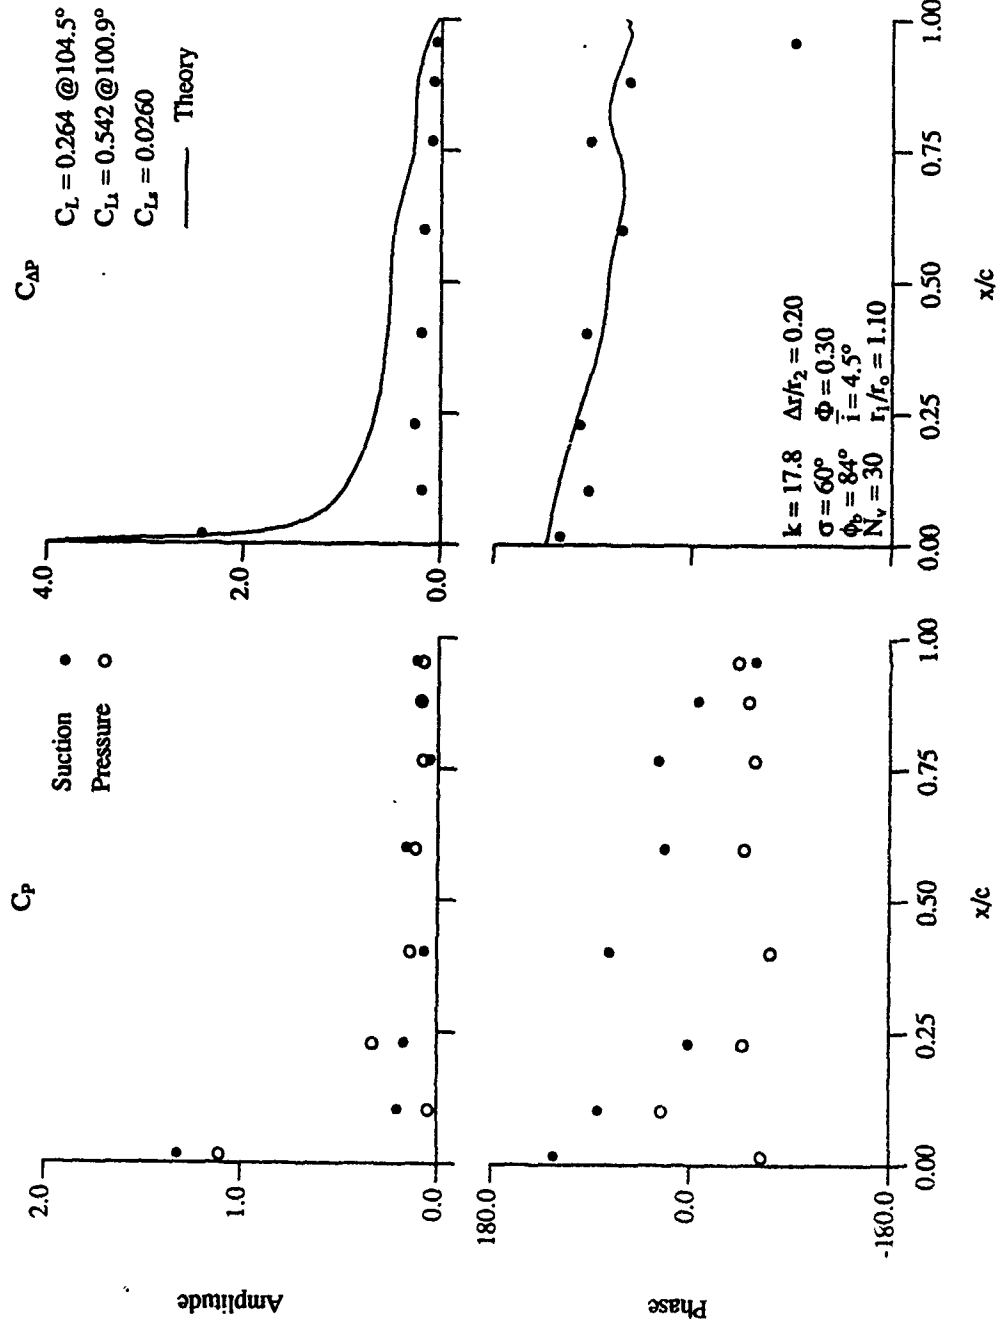 C_P
C_ΔP
Suction
Pressure
C_L = 0.264 @104.5°
C_Li = 0.542 @100.9°
C_Ls = 0.0260
Theory
Amplitude
2.0
1.0
0.0
4.0
2.0
0.0
Phase
180.0
0.0
-180.0
k = 17.8 Δr/r₂ = 0.20
σ = 60° Φ = 0.30
ϕ_b = 84° i̅ = 4.5°
N_v = 30 r₁/r_o = 1.10
0.00 0.25 0.50 0.75 1.00
0.00 0.25 0.50 0.75 1.00
x/c
x/c